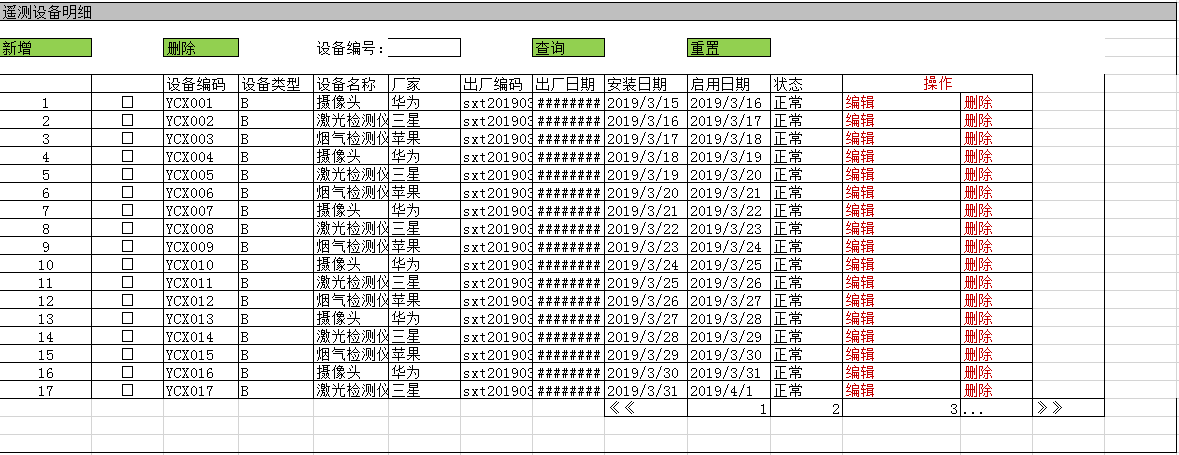 遥测设备明细
新增 删除 设备编号: 查询 重置
设备编码 设备类型 设备名称 厂家 出厂编码 出厂日期 安装日期 启用日期 状态 操作
1 □ YCX001 B 摄像头 华为 sxt201903 ######## 2019/3/15 2019/3/16 正常 编辑 删除
2 □ YCX002 B 激光检测仪 三星 sxt201903 ######## 2019/3/16 2019/3/17 正常 编辑 删除
3 □ YCX003 B 烟气检测仪 苹果 sxt201903 ######## 2019/3/17 2019/3/18 正常 编辑 删除
4 □ YCX004 B 摄像头 华为 sxt201903 ######## 2019/3/18 2019/3/19 正常 编辑 删除
5 □ YCX005 B 激光检测仪 三星 sxt201903 ######## 2019/3/19 2019/3/20 正常 编辑 删除
6 □ YCX006 B 烟气检测仪 苹果 sxt201903 ######## 2019/3/20 2019/3/21 正常 编辑 删除
7 □ YCX007 B 摄像头 华为 sxt201903 ######## 2019/3/21 2019/3/22 正常 编辑 删除
8 □ YCX008 B 激光检测仪 三星 sxt201903 ######## 2019/3/22 2019/3/23 正常 编辑 删除
9 □ YCX009 B 烟气检测仪 苹果 sxt201903 ######## 2019/3/23 2019/3/24 正常 编辑 删除
10 □ YCX010 B 摄像头 华为 sxt201903 ######## 2019/3/24 2019/3/25 正常 编辑 删除
11 □ YCX011 B 激光检测仪 三星 sxt201903 ######## 2019/3/25 2019/3/26 正常 编辑 删除
12 □ YCX012 B 烟气检测仪 苹果 sxt201903 ######## 2019/3/26 2019/3/27 正常 编辑 删除
13 □ YCX013 B 摄像头 华为 sxt201903 ######## 2019/3/27 2019/3/28 正常 编辑 删除
14 □ YCX014 B 激光检测仪 三星 sxt201903 ######## 2019/3/28 2019/3/29 正常 编辑 删除
15 □ YCX015 B 烟气检测仪 苹果 sxt201903 ######## 2019/3/29 2019/3/30 正常 编辑 删除
16 □ YCX016 B 摄像头 华为 sxt201903 ######## 2019/3/30 2019/3/31 正常 编辑 删除
17 □ YCX017 B 激光检测仪 三星 sxt201903 ######## 2019/3/31 2019/4/1 正常 编辑 删除
《《 1 2 3 ... 》》